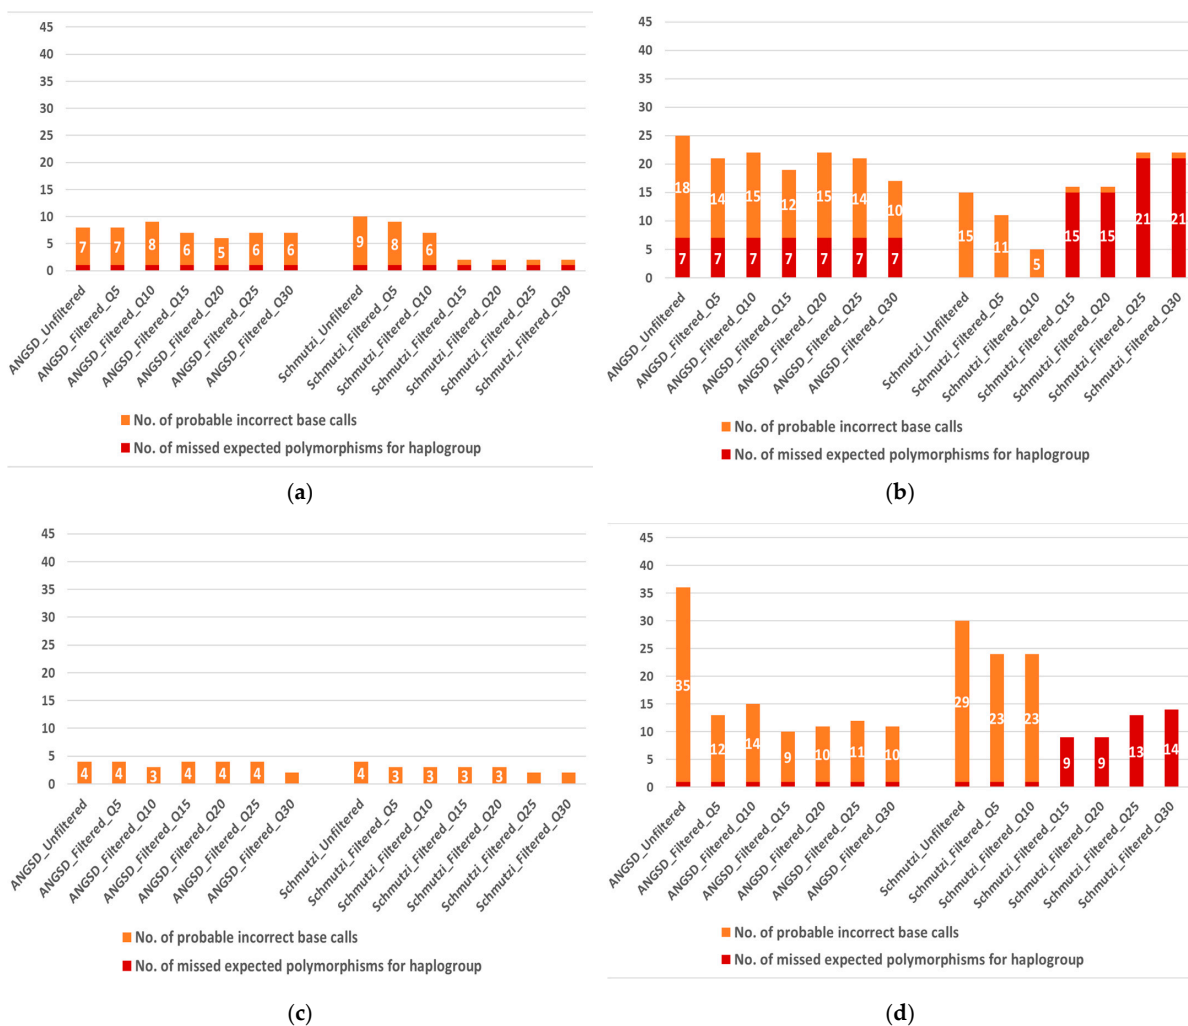 45
40
35
30
25
20
15
10
5
0
7 7 8 6 5 6 6 9 8 6
ANGSD_Unfiltered
ANGSD_Filtered_Q5
ANGSD_Filtered_Q10
ANGSD_Filtered_Q15
ANGSD_Filtered_Q20
ANGSD_Filtered_Q25
ANGSD_Filtered_Q30
Schmutzi_Unfiltered
Schmutzi_Filtered_Q5
Schmutzi_Filtered_Q10
Schmutzi_Filtered_Q15
Schmutzi_Filtered_Q20
Schmutzi_Filtered_Q25
Schmutzi_Filtered_Q30
No. of probable incorrect base calls
No. of missed expected polymorphisms for haplogroup
(a)
45
40
35
30
25
20
15
10
5
0
18 14 15 12 15 14 10 15 11 5 15 15 21 21
7 7 7 7 7 7 7
ANGSD_Unfiltered
ANGSD_Filtered_Q5
ANGSD_Filtered_Q10
ANGSD_Filtered_Q15
ANGSD_Filtered_Q20
ANGSD_Filtered_Q25
ANGSD_Filtered_Q30
Schmutzi_Unfiltered
Schmutzi_Filtered_Q5
Schmutzi_Filtered_Q10
Schmutzi_Filtered_Q15
Schmutzi_Filtered_Q20
Schmutzi_Filtered_Q25
Schmutzi_Filtered_Q30
No. of probable incorrect base calls
No. of missed expected polymorphisms for haplogroup
(b)
45
40
35
30
25
20
15
10
5
0
4 4 3 4 4 4 4 3 3 3 3
ANGSD_Unfiltered
ANGSD_Filtered_Q5
ANGSD_Filtered_Q10
ANGSD_Filtered_Q15
ANGSD_Filtered_Q20
ANGSD_Filtered_Q25
ANGSD_Filtered_Q30
Schmutzi_Unfiltered
Schmutzi_Filtered_Q5
Schmutzi_Filtered_Q10
Schmutzi_Filtered_Q15
Schmutzi_Filtered_Q20
Schmutzi_Filtered_Q25
Schmutzi_Filtered_Q30
No. of probable incorrect base calls
No. of missed expected polymorphisms for haplogroup
(c)
45
40
35
30
25
20
15
10
5
0
35 12 14 9 10 11 10 29 23 23 9 9 13 14
ANGSD_Unfiltered
ANGSD_Filtered_Q5
ANGSD_Filtered_Q10
ANGSD_Filtered_Q15
ANGSD_Filtered_Q20
ANGSD_Filtered_Q25
ANGSD_Filtered_Q30
Schmutzi_Unfiltered
Schmutzi_Filtered_Q5
Schmutzi_Filtered_Q10
Schmutzi_Filtered_Q15
Schmutzi_Filtered_Q20
Schmutzi_Filtered_Q25
Schmutzi_Filtered_Q30
No. of probable incorrect base calls
No. of missed expected polymorphisms for haplogroup
(d)